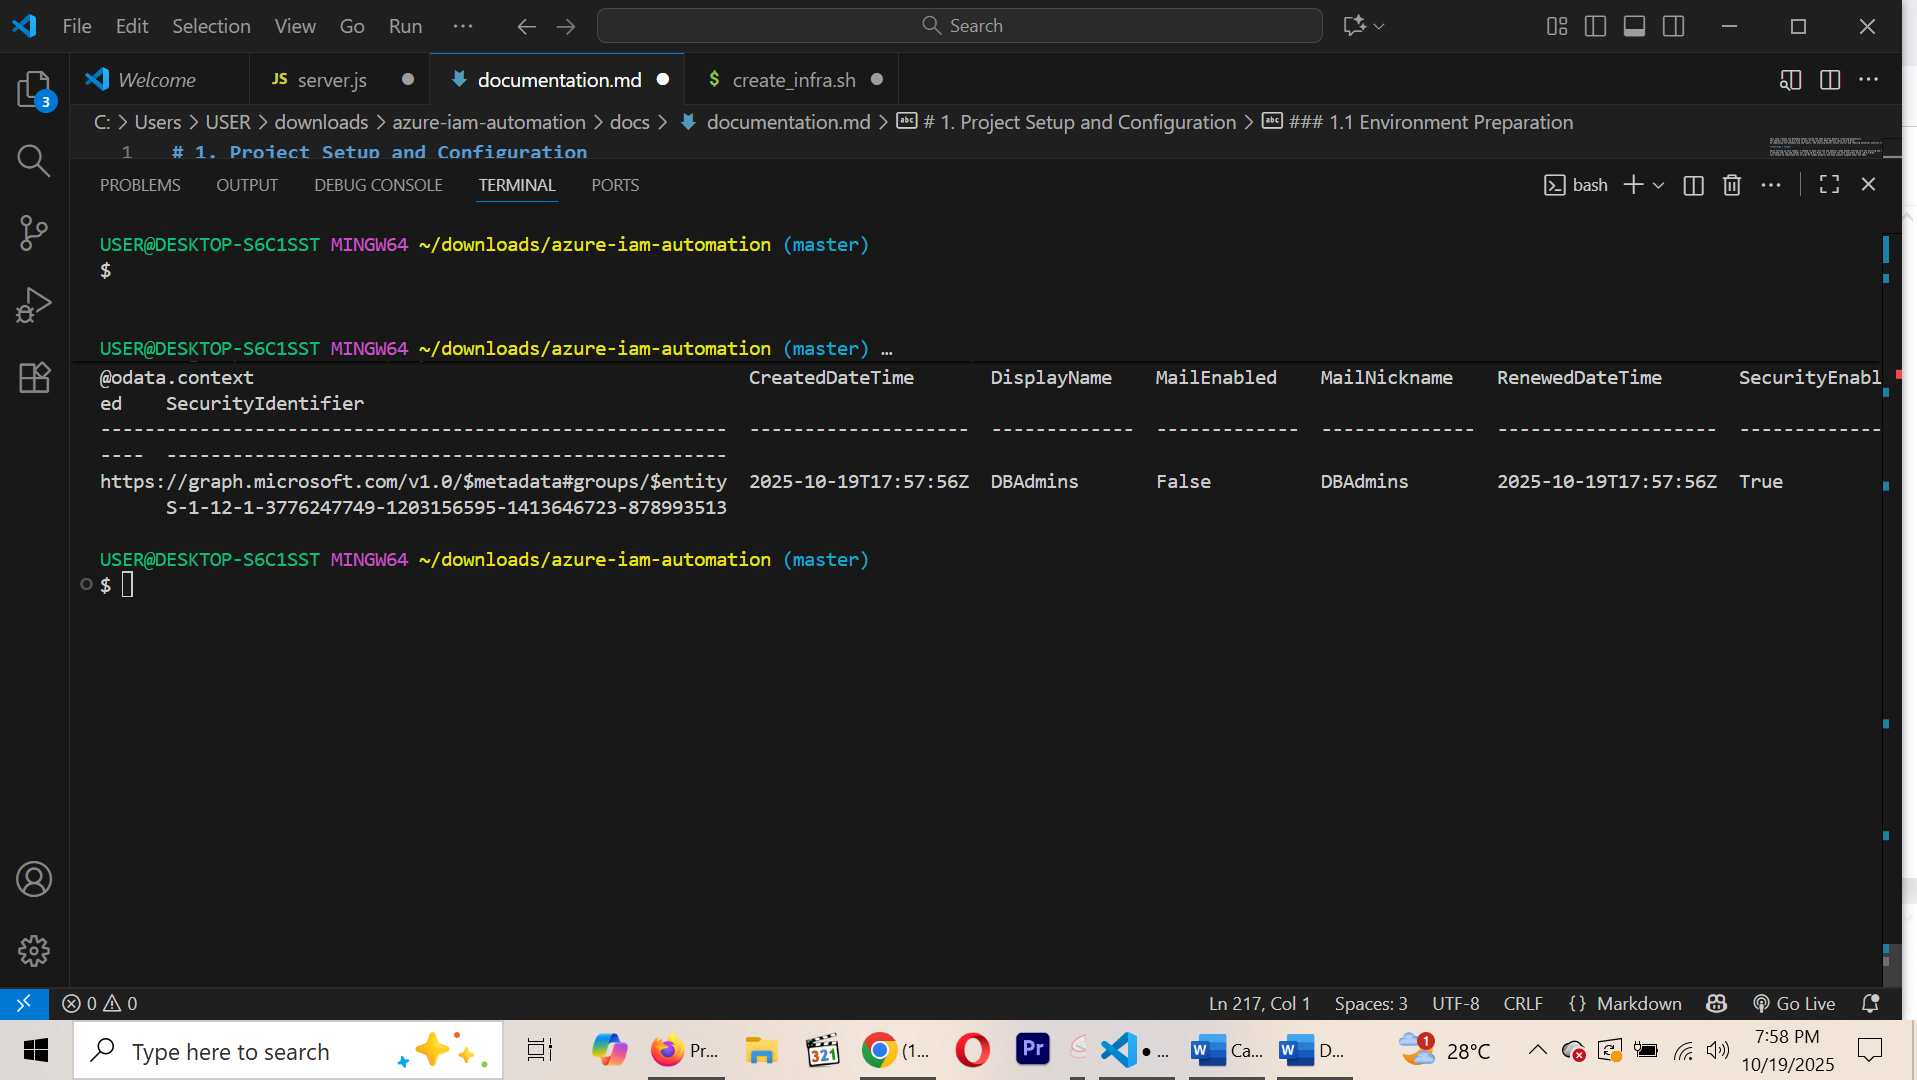 File Edit Selection View Go Run ··· Search
Welcome JS server.js documentation.md $ create_infra.sh ···
3
C: > Users > USER > downloads > azure-iam-automation > docs > documentation.md > # 1. Project Setup and Configuration > ### 1.1 Environment Preparation
1 # 1. Project Setup and Configuration
PROBLEMS OUTPUT DEBUG CONSOLE TERMINAL PORTS bash ···
USER@DESKTOP-S6C1SST MINGW64 ~/downloads/azure-iam-automation (master)
$
USER@DESKTOP-S6C1SST MINGW64 ~/downloads/azure-iam-automation (master) …
@odata.context CreatedDateTime DisplayName MailEnabled MailNickname RenewedDateTime SecurityEnabl
ed SecurityIdentifier
--------------------------------------------------------- -------------------- ------------- ------------- -------------- -------------------- -------------
---- ---------------------------------------------------
https://graph.microsoft.com/v1.0/$metadata#groups/$entity 2025-10-19T17:57:56Z DBAdmins False DBAdmins 2025-10-19T17:57:56Z True
S-1-12-1-3776247749-1203156595-1413646723-878993513
USER@DESKTOP-S6C1SST MINGW64 ~/downloads/azure-iam-automation (master)
$
0 0 Ln 217, Col 1 Spaces: 3 UTF-8 CRLF {} Markdown Go Live
Type here to search 321 Pr... (1... Pr ... W Ca... W D... 1 28°C 7:58 PM
10/19/2025